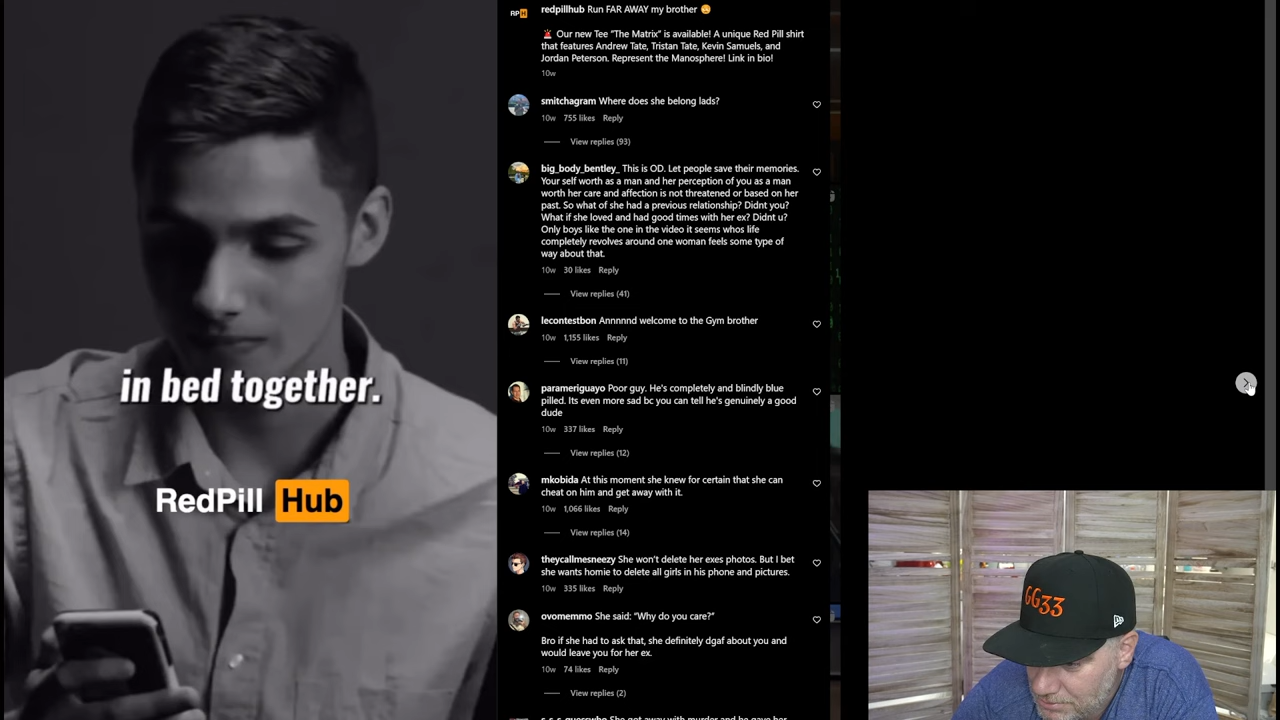 in bed together.
RedPill Hub
RPH
redpillhub Run FAR AWAY my brother
Our new Tee "The Matrix" is available! A unique Red Pill shirt
that features Andrew Tate, Tristan Tate, Kevin Samuels, and
Jordan Peterson. Represent the Manosphere! Link in bio!
10w
smitchagram Where does she belong lads?
10w 755 likes Reply
View replies (93)
big_body_bentley_ This is OD. Let people save their memories.
Your self worth as a man and her perception of you as a man
worth her care and affection is not threatened or based on her
past. So what of she had a previous relationship? Didnt you?
What if she loved and had good times with her ex? Didnt u?
Only boys like the one in the video it seems whos life
completely revolves around one woman feels some type of
way about that.
10w 30 likes Reply
View replies (41)
lecontestbon Annnnnd welcome to the Gym brother
10w 1,155 likes Reply
View replies (11)
parameriguayo Poor guy. He's completely and blindly blue
pilled. Its even more sad bc you can tell he's genuinely a good
dude
10w 337 likes Reply
View replies (12)
mkobida At this moment she knew for certain that she can
cheat on him and get away with it.
10w 1,066 likes Reply
View replies (14)
theycallmesneezy She won't delete her exes photos. But I bet
she wants homie to delete all girls in his phone and pictures.
10w 335 likes Reply
ovomemmo She said: "Why do you care?"
Bro if she had to ask that, she definitely dgaf about you and
would leave you for her ex.
10w 74 likes Reply
View replies (2)
She got away with murder and he gave her
GG33